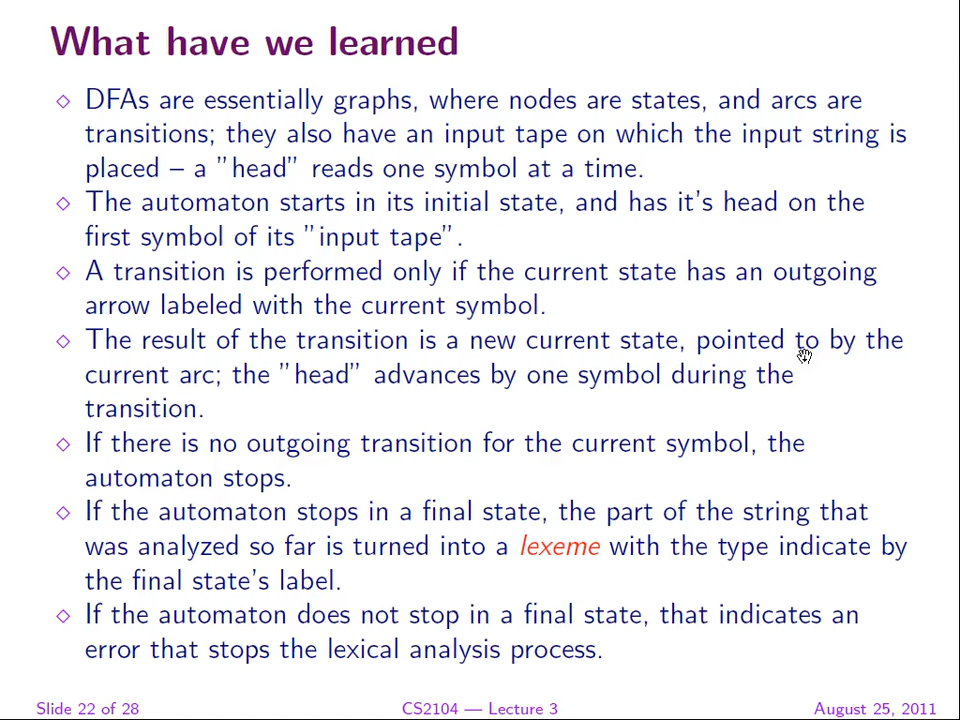 What have we learned
◇ DFAs are essentially graphs, where nodes are states, and arcs are
transitions; they also have an input tape on which the input string is
placed – a "head" reads one symbol at a time.
◇ The automaton starts in its initial state, and has it's head on the
first symbol of its "input tape".
◇ A transition is performed only if the current state has an outgoing
arrow labeled with the current symbol.
◇ The result of the transition is a new current state, pointed to by the
current arc; the "head" advances by one symbol during the
transition.
◇ If there is no outgoing transition for the current symbol, the
automaton stops.
◇ If the automaton stops in a final state, the part of the string that
was analyzed so far is turned into a lexeme with the type indicate by
the final state's label.
◇ If the automaton does not stop in a final state, that indicates an
error that stops the lexical analysis process.
Slide 22 of 28 CS2104 — Lecture 3 August 25, 2011